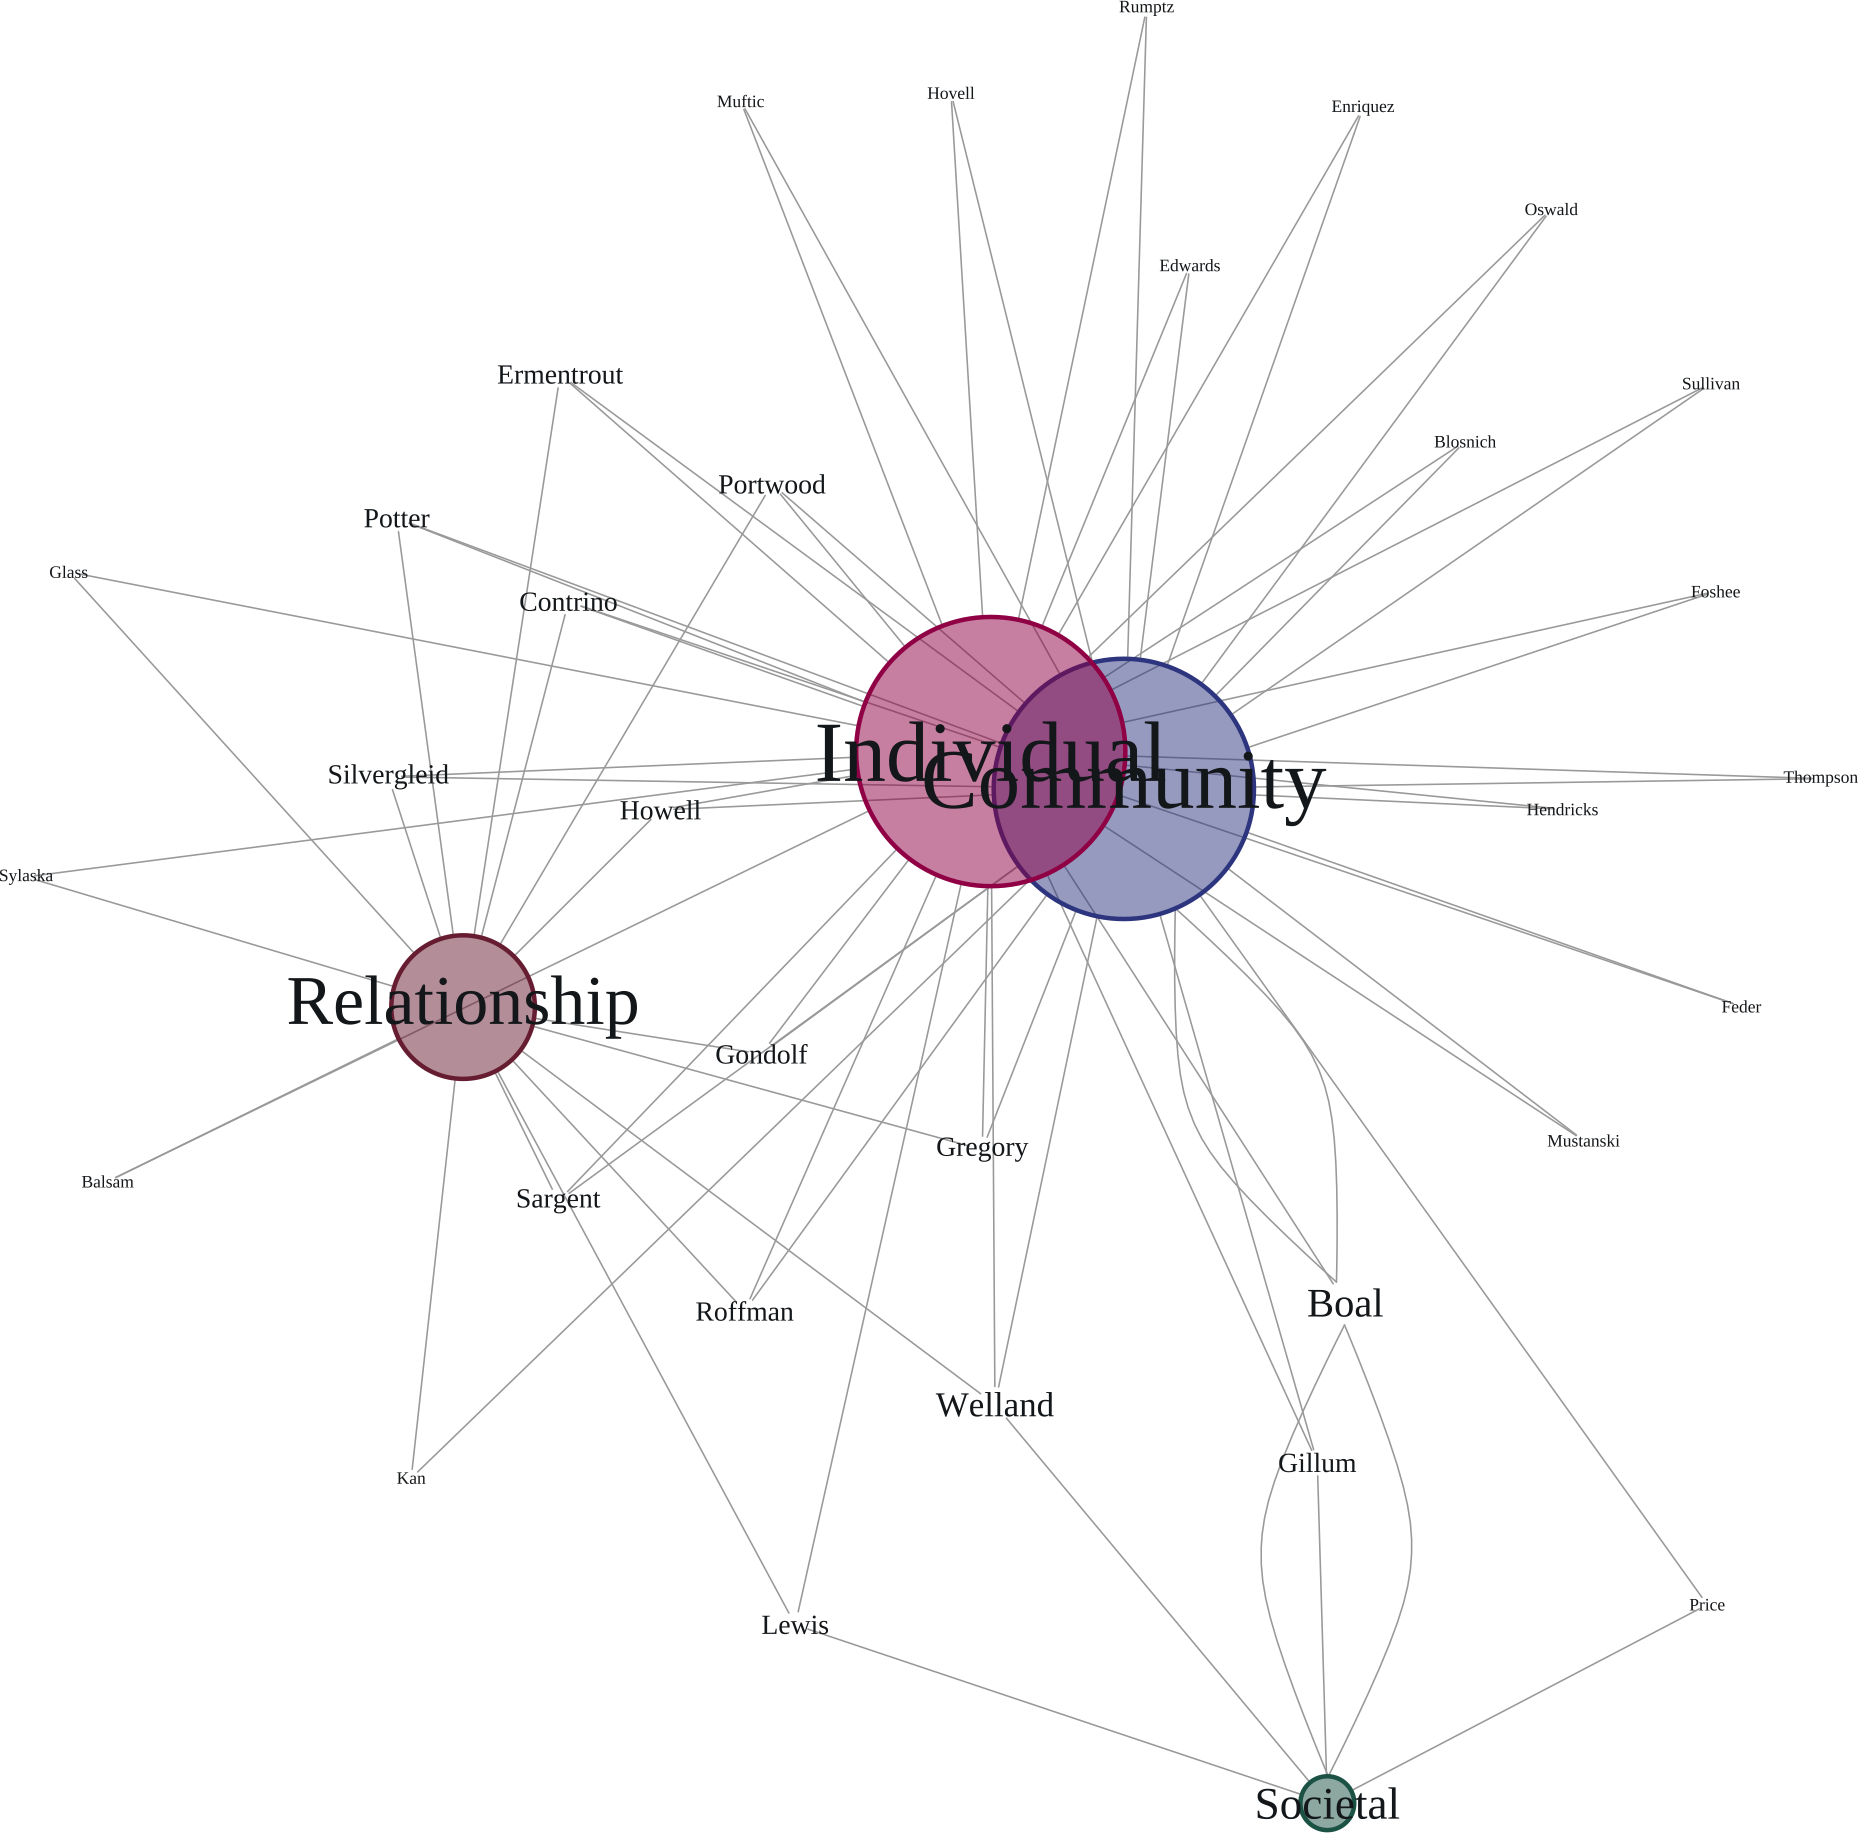 Rumptz
Muftic
Hovell
Enriquez
Oswald
Edwards
Ermentrout
Sullivan
Blosnich
Portwood
Potter
Glass
Contrino
Foshee
Individual
Silvergleid
Community
Thompson
Howell
Hendricks
Sylaska
Relationship
Feder
Gondolf
Gregory
Mustanski
Balsam
Sargent
Roffman
Boal
Welland
Gillum
Kan
Price
Lewis
Societal